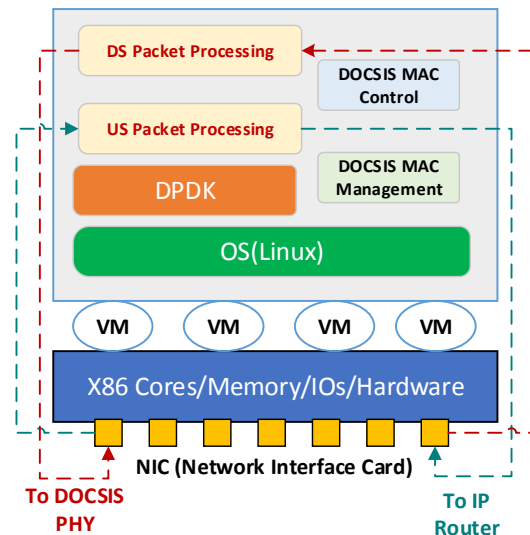 DS Packet Processing
DOCSIS MAC
Control
US Packet Processing
DOCSIS MAC
Management
DPDK
OS(Linux)
VM
VM
VM
VM
X86 Cores/Memory/IOs/Hardware
NIC (Network Interface Card)
To DOCSIS
PHY
To IP
Router